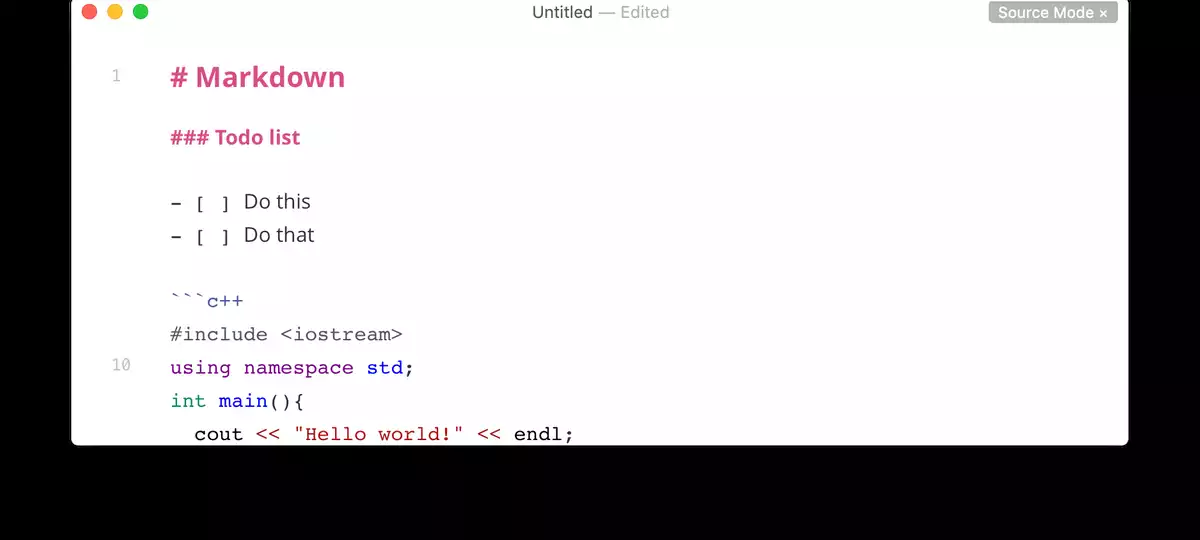 Untitled — Edited
Source Mode ×
1
# Markdown
### Todo list
- [ ] Do this
- [ ] Do that
```c++
#include <iostream>
10
using namespace std;
int main(){
  cout << "Hello world!" << endl;